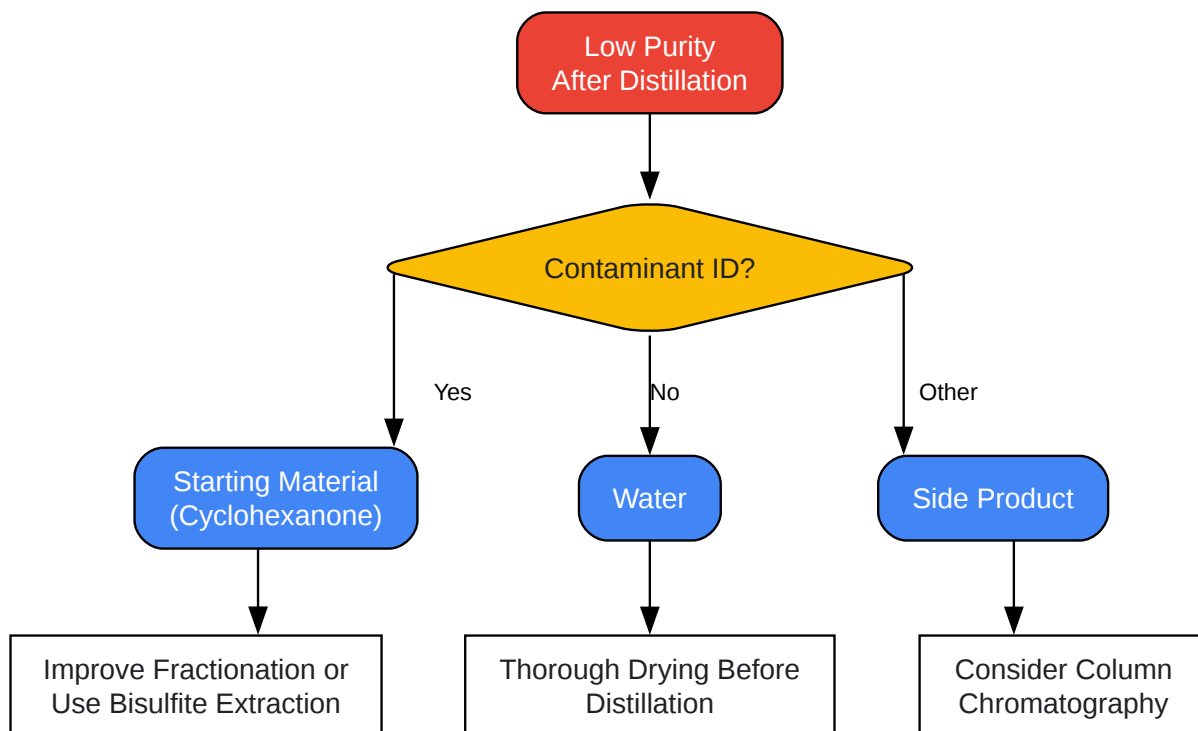 Low Purity
After Distillation
Contaminant ID?
Yes
No
Other
Starting Material
(Cyclohexanone)
Water
Side Product
Improve Fractionation or
Use Bisulfite Extraction
Thorough Drying Before
Distillation
Consider Column
Chromatography